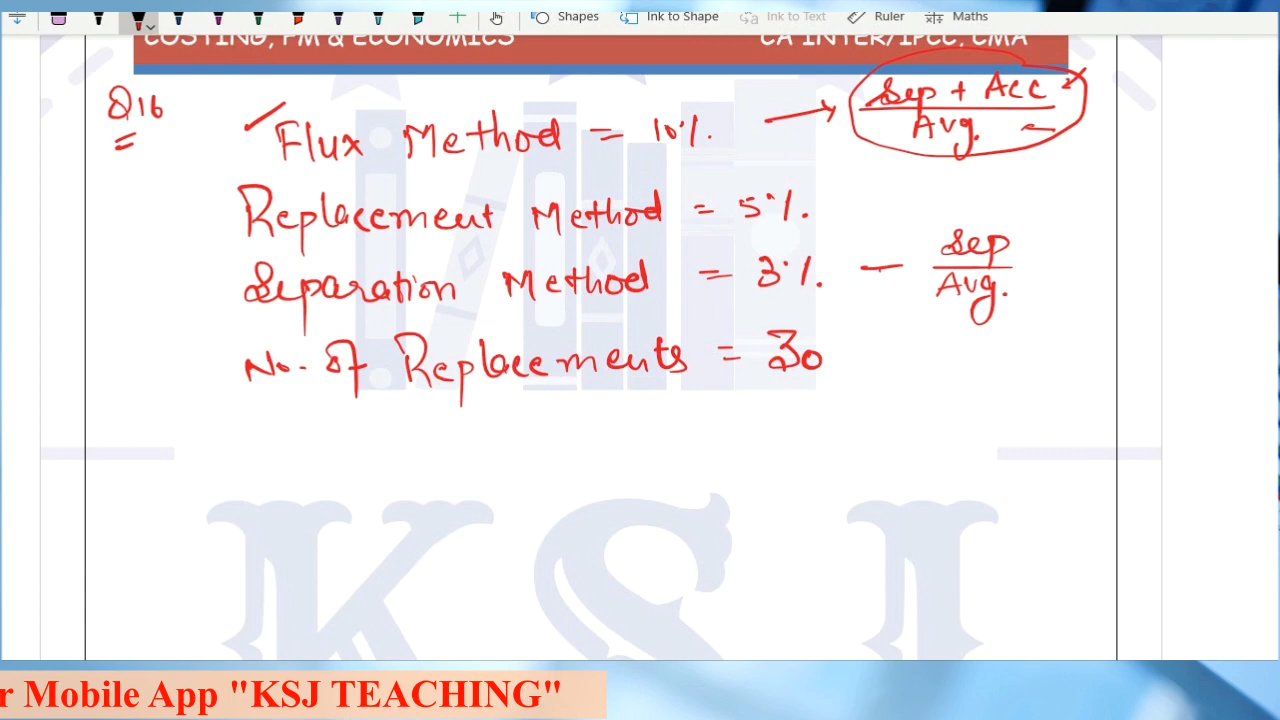 Shapes Ink to Shape Ink to Text Ruler Maths
COSTING, FM & ECONOMICS CA INTER/IPCC, CMA
Q16
Flux Method = 10%. → Sep + Acc / Avg.
Replacement Method = 5%.
Separation Method = 3%. — Sep / Avg.
No. of Replacements = 30
KSJ
r Mobile App "KSJ TEACHING"